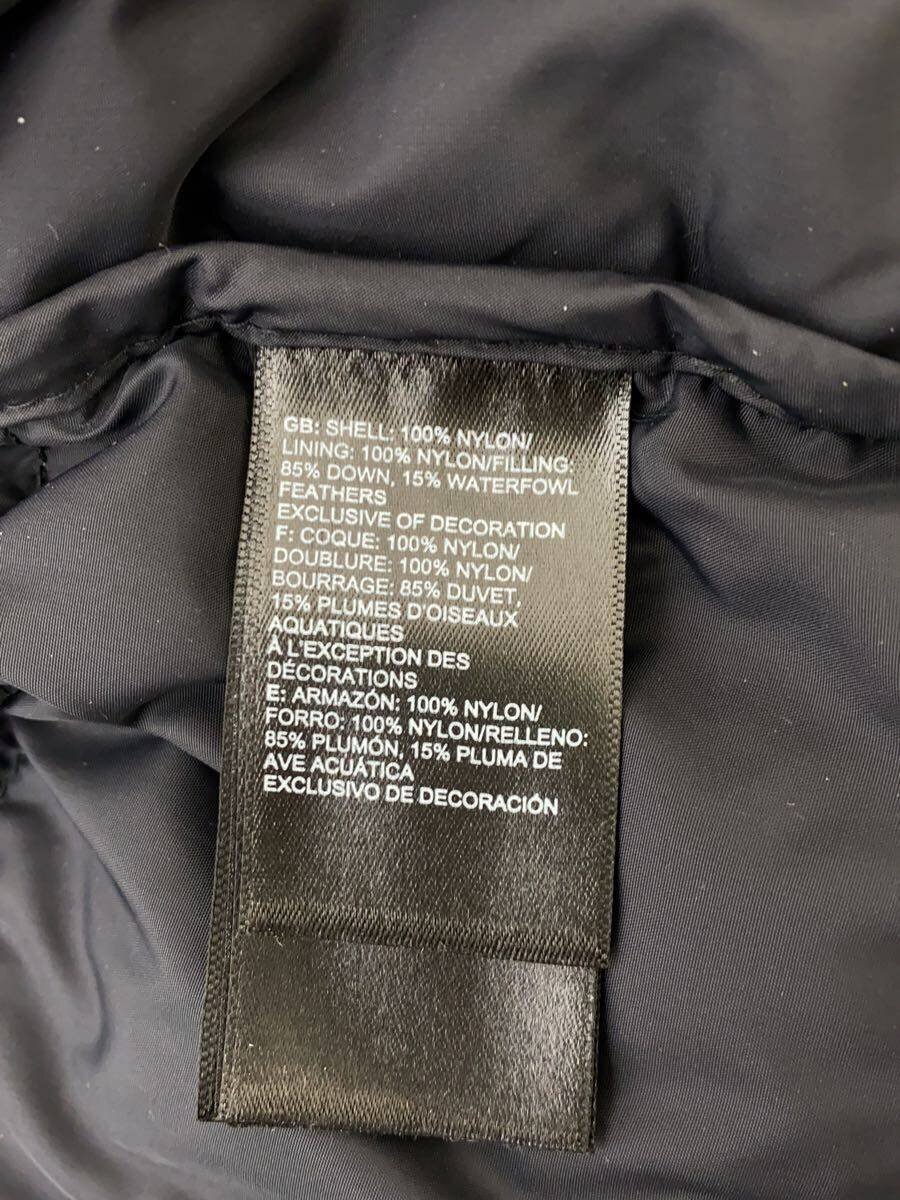 GB: SHELL: 100% NYLON/
LINING: 100% NYLON/FILLING:
85% DOWN, 15% WATERFOWL
FEATHERS
EXCLUSIVE OF DECORATION
F: COQUE: 100% NYLON/
DOUBLURE: 100% NYLON/
BOURRAGE: 85% DUVET,
15% PLUMES D'OISEAUX
AQUATIQUES
À L'EXCEPTION DES
DÉCORATIONS
E: ARMAZÓN: 100% NYLON/
FORRO: 100% NYLON/RELLENO:
85% PLUMÓN, 15% PLUMA DE
AVE ACUÁTICA
EXCLUSIVO DE DECORACIÓN